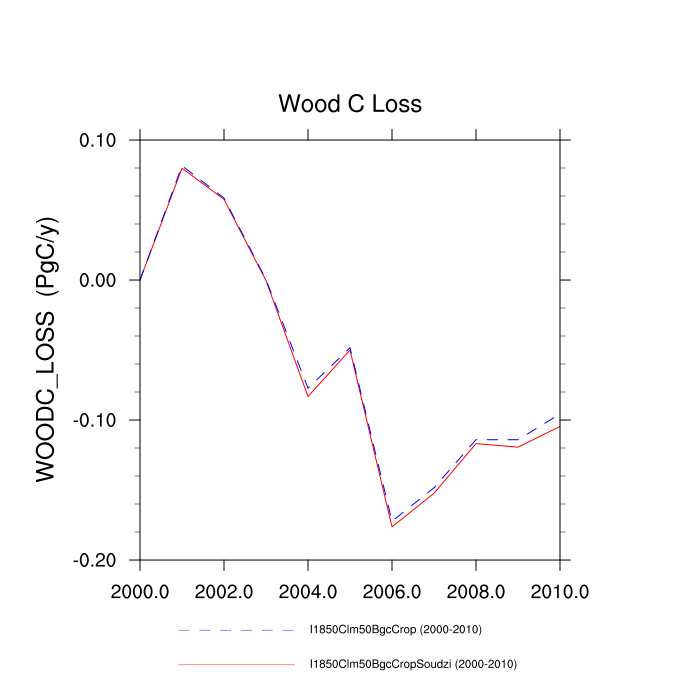 Wood C Loss
0.10
0.00
-0.10
-0.20
WOODC_LOSS (PgC/y)
2000.0 2002.0 2004.0 2006.0 2008.0 2010.0
I1850Clm50BgcCrop (2000-2010)
I1850Clm50BgcCropSoudzi (2000-2010)